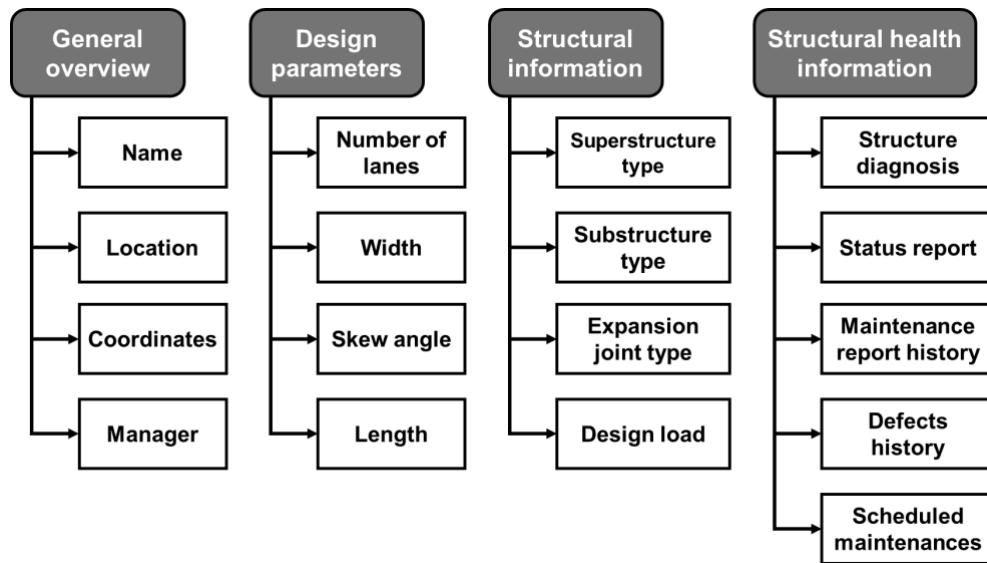 General
overview
Name
Location
Coordinates
Manager
Design
parameters
Number of
lanes
Width
Skew angle
Length
Structural
information
Superstructure
type
Substructure
type
Expansion
joint type
Design load
Structural health
information
Structure
diagnosis
Status report
Maintenance
report history
Defects
history
Scheduled
maintenances